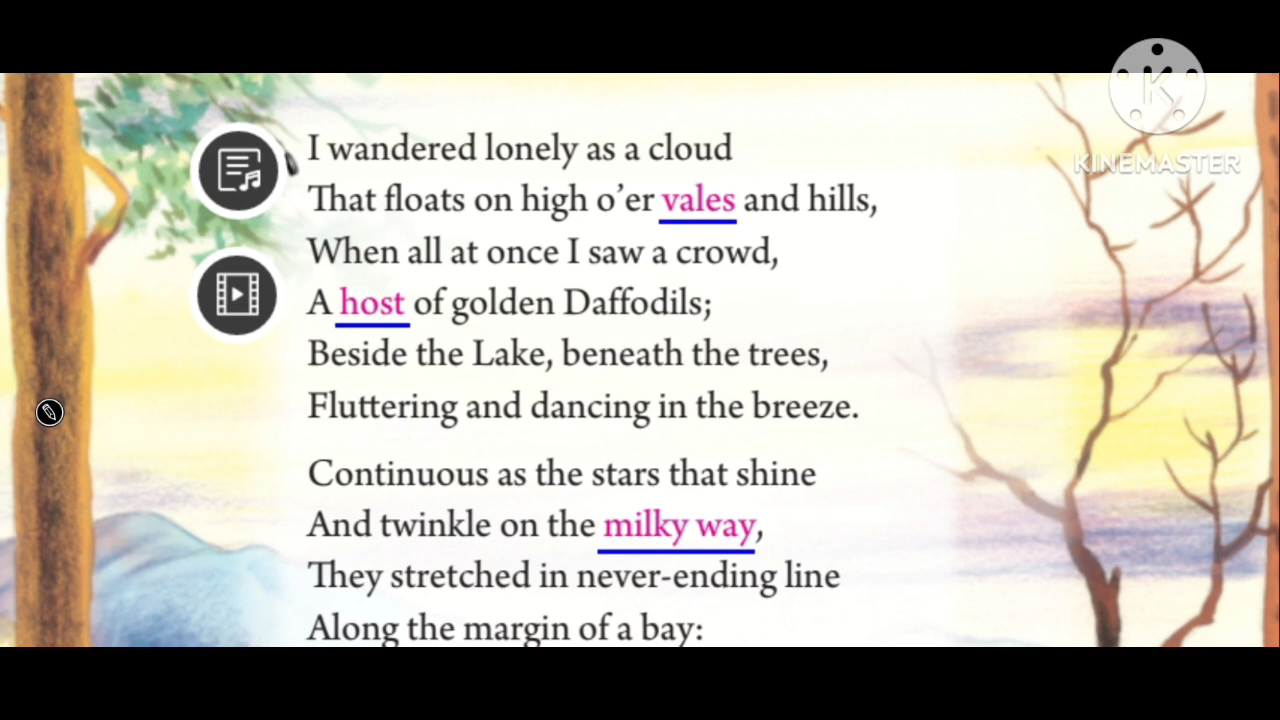 I wandered lonely as a cloud
That floats on high o’er vales and hills,
When all at once I saw a crowd,
A host of golden Daffodils;
Beside the Lake, beneath the trees,
Fluttering and dancing in the breeze.
Continuous as the stars that shine
And twinkle on the milky way,
They stretched in never-ending line
Along the margin of a bay:
K
KINEMASTER